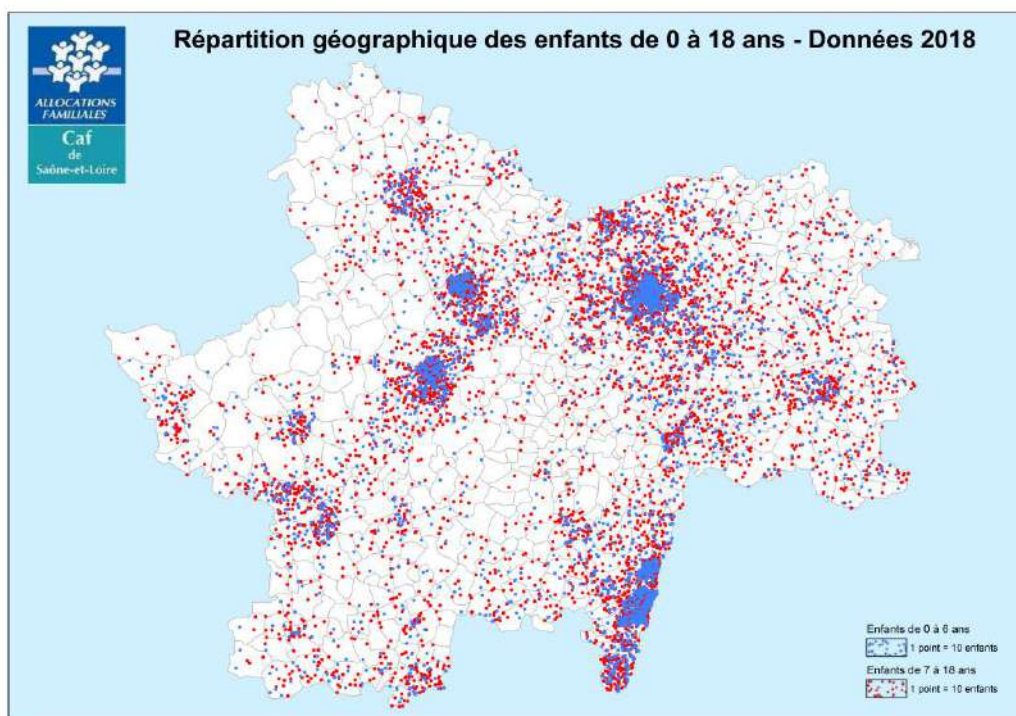 Répartition géographique des enfants de 0 à 18 ans - Données 2018
ALLOCATIONS
FAMILIALES
Caf
de
Saône-et-Loire
Enfants de 0 à 6 ans
1 point = 10 enfants
Enfants de 7 à 18 ans
1 point = 10 enfants